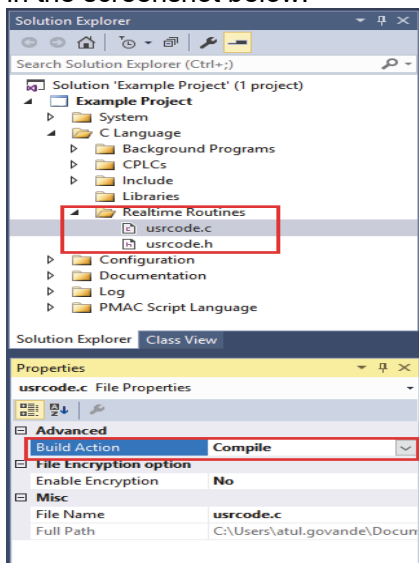 in the screenshot below.
Solution Explorer
Search Solution Explorer (Ctrl+;)
Solution 'Example Project' (1 project)
Example Project
System
C Language
Background Programs
CPLCs
Include
Libraries
Realtime Routines
usrcode.c
usrcode.h
Configuration
Documentation
Log
PMAC Script Language
Solution Explorer Class View
Properties
usrcode.c File Properties
Advanced
Build Action Compile
File Encryption option
Enable Encryption No
Misc
File Name usrcode.c
Full Path C:\Users\atul.govande\Docum